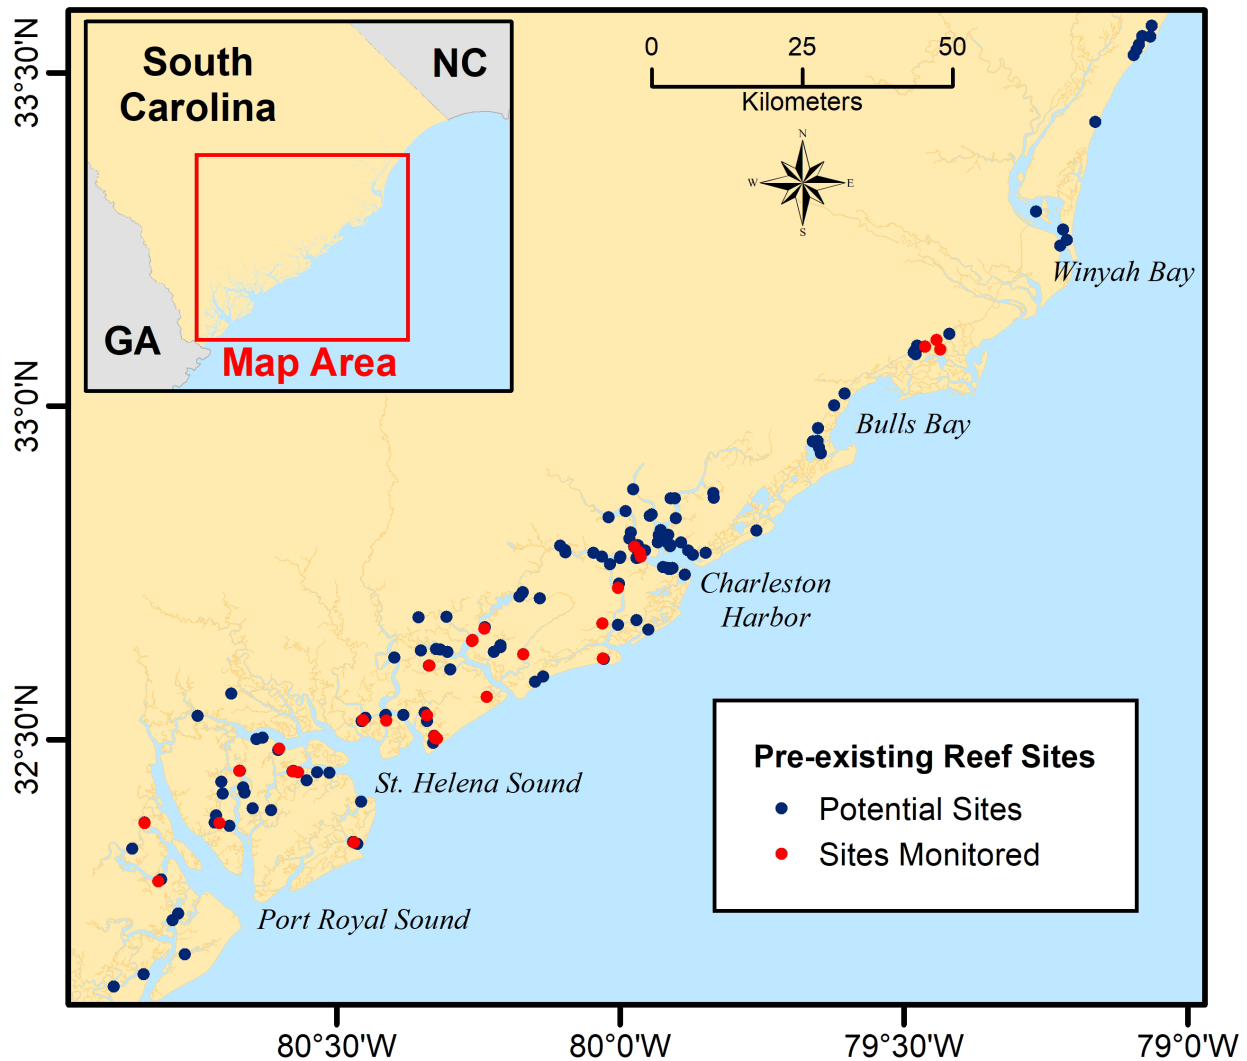 South
Carolina
NC
GA
Map Area
0 25 50
Kilometers
N
W E
S
33°30'N
33°0'N
32°30'N
Winyah Bay
Bulls Bay
Charleston
Harbor
St. Helena Sound
Port Royal Sound
Pre-existing Reef Sites
Potential Sites
Sites Monitored
80°30'W 80°0'W 79°30'W 79°0'W